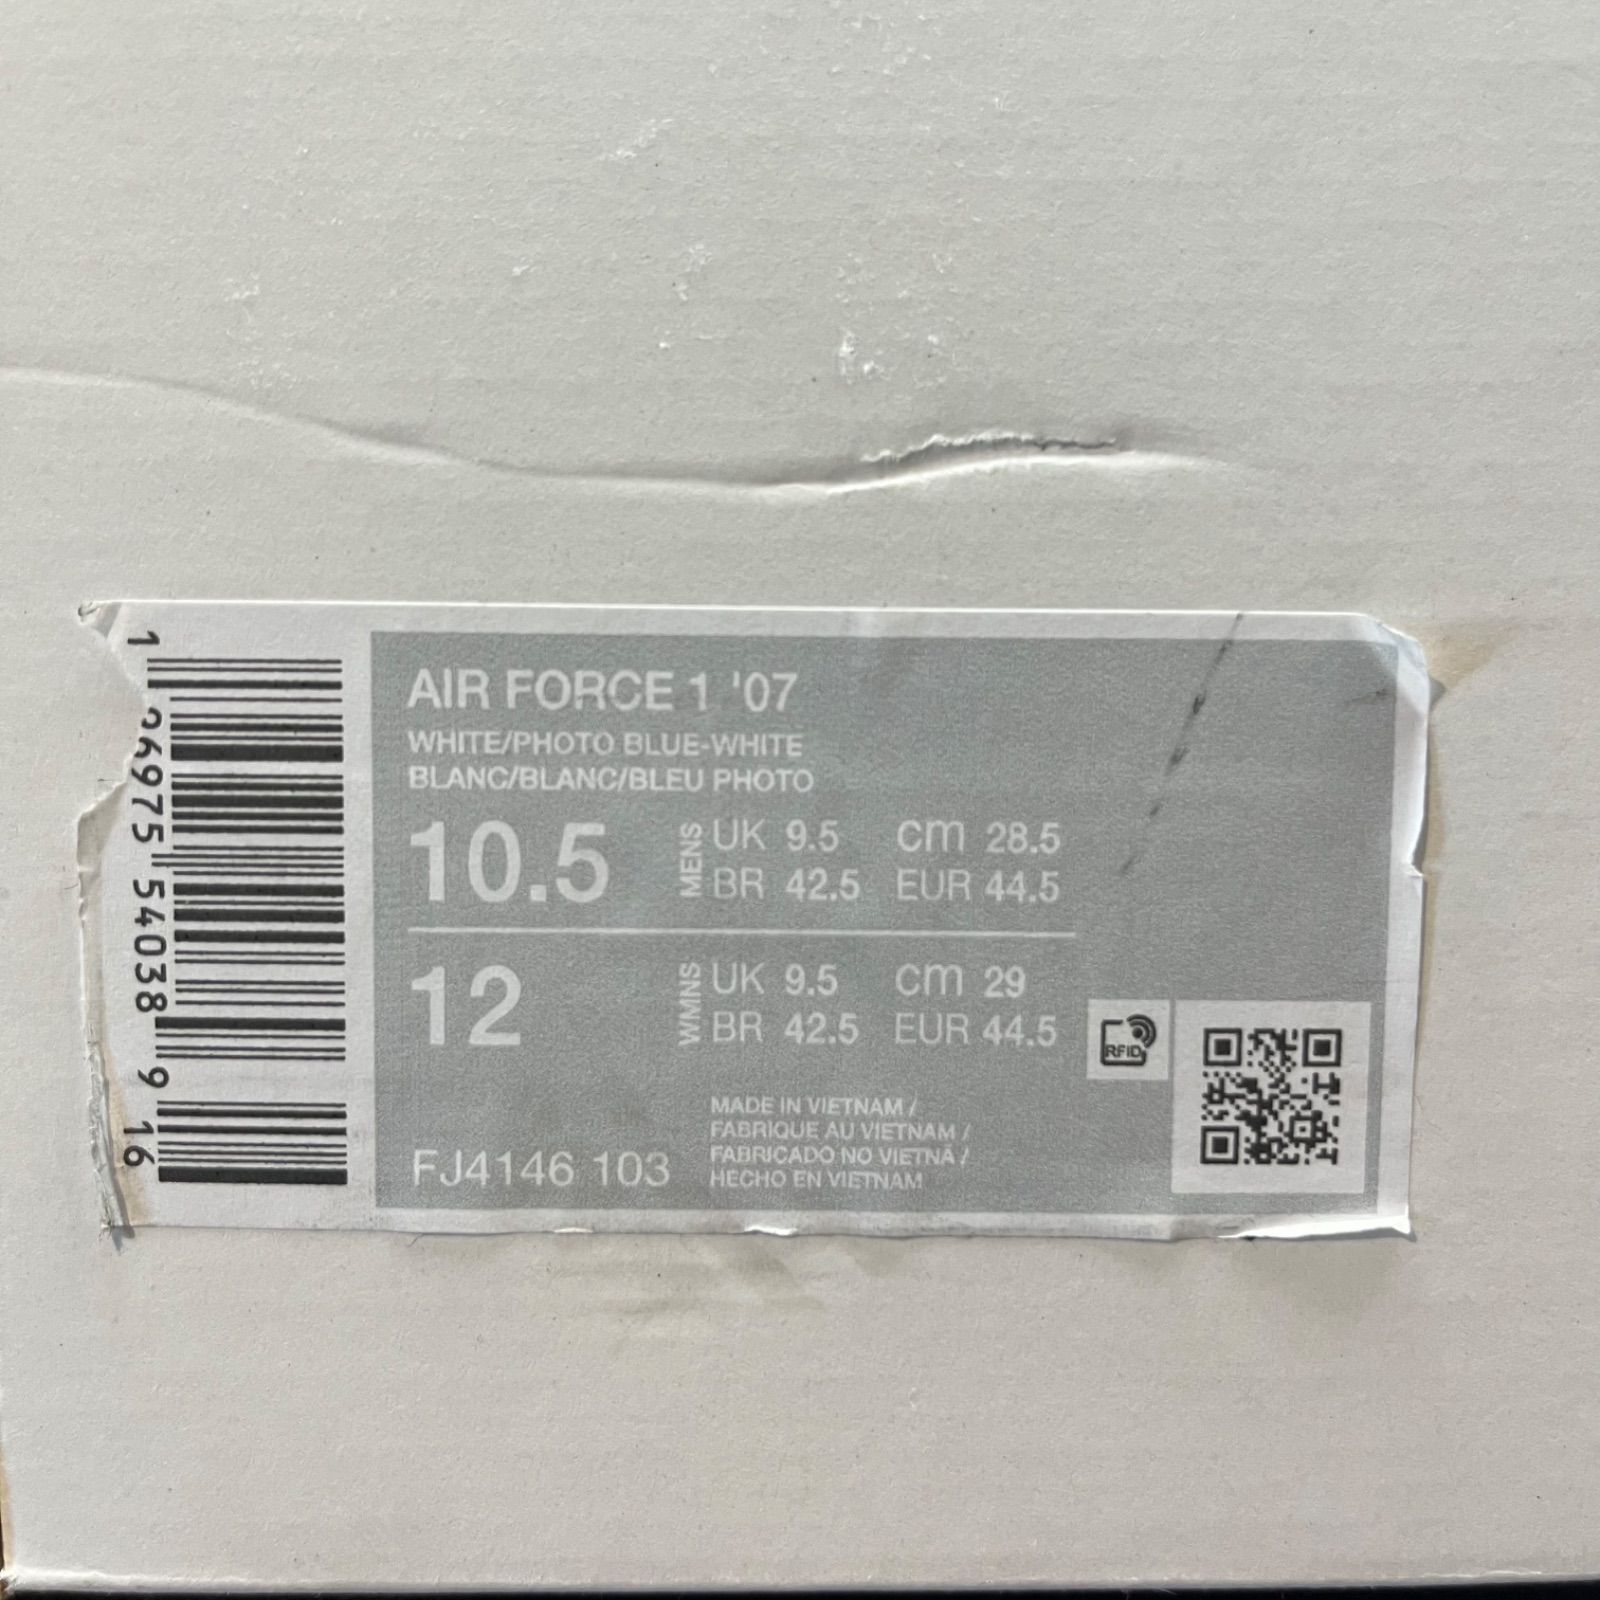 AIR FORCE 1 '07
WHITE/PHOTO BLUE-WHITE
BLANC/BLANC/BLEU PHOTO
10.5 MENS UK 9.5 cm 28.5
BR 42.5 EUR 44.5
12 WMNS UK 9.5 cm 29
BR 42.5 EUR 44.5
MADE IN VIETNAM /
FABRIQUE AU VIETNAM /
FABRICADO NO VIETNÃ /
HECHO EN VIETNAM
FJ4146 103
RFID
1 96975 54038 9 16